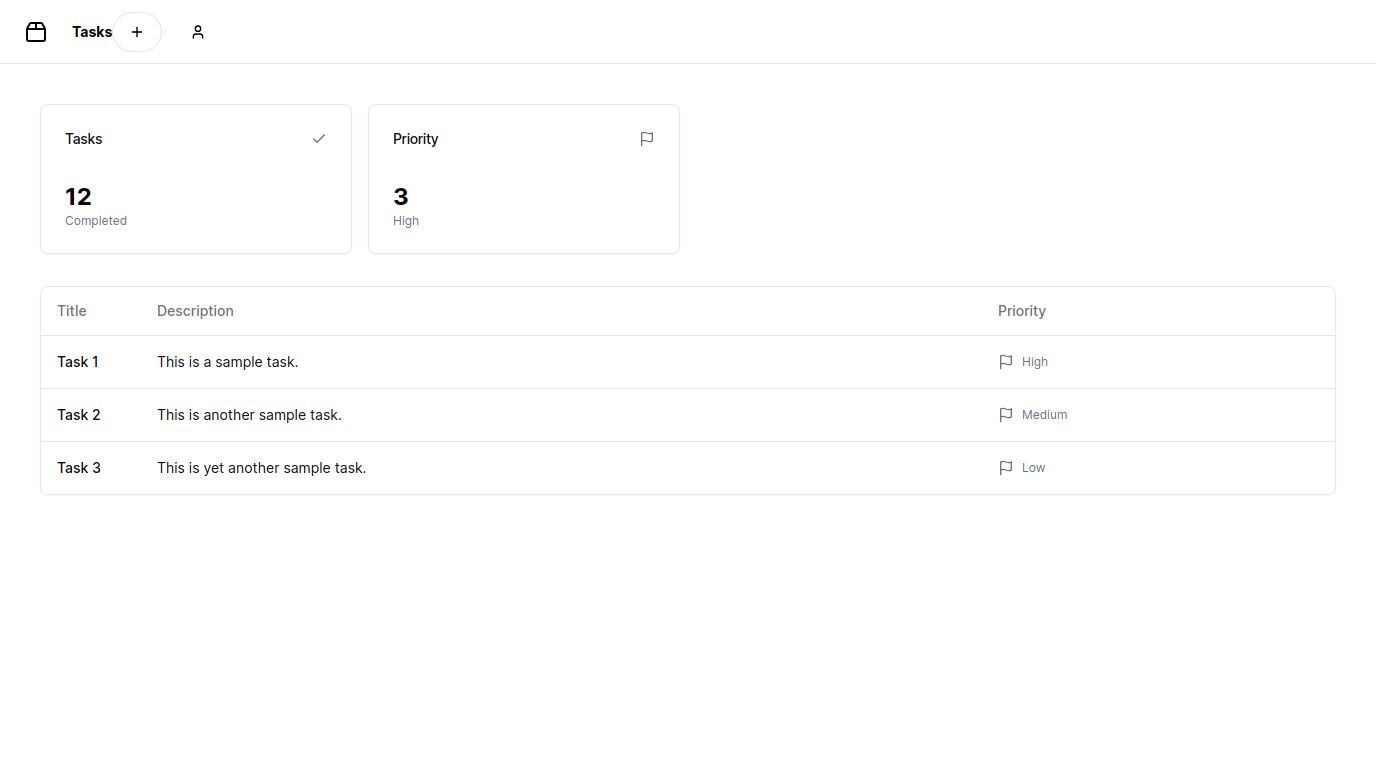 Tasks
Tasks
12
Completed
Priority
3
High
Title Description Priority
Task 1 This is a sample task. High
Task 2 This is another sample task. Medium
Task 3 This is yet another sample task. Low